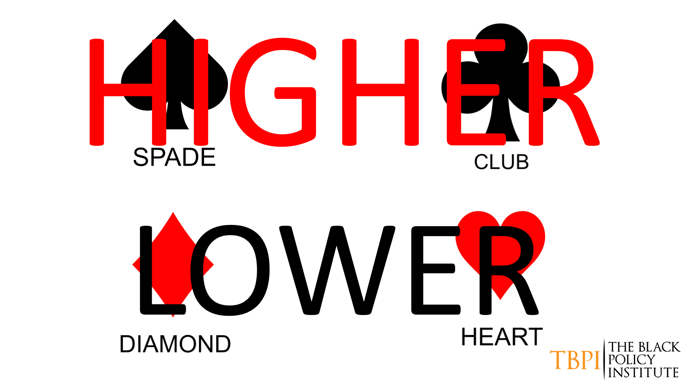 HIGHER
SPADE
CLUB
LOWER
DIAMOND
HEART
TBPI
THE BLACK
POLICY
INSTITUTE